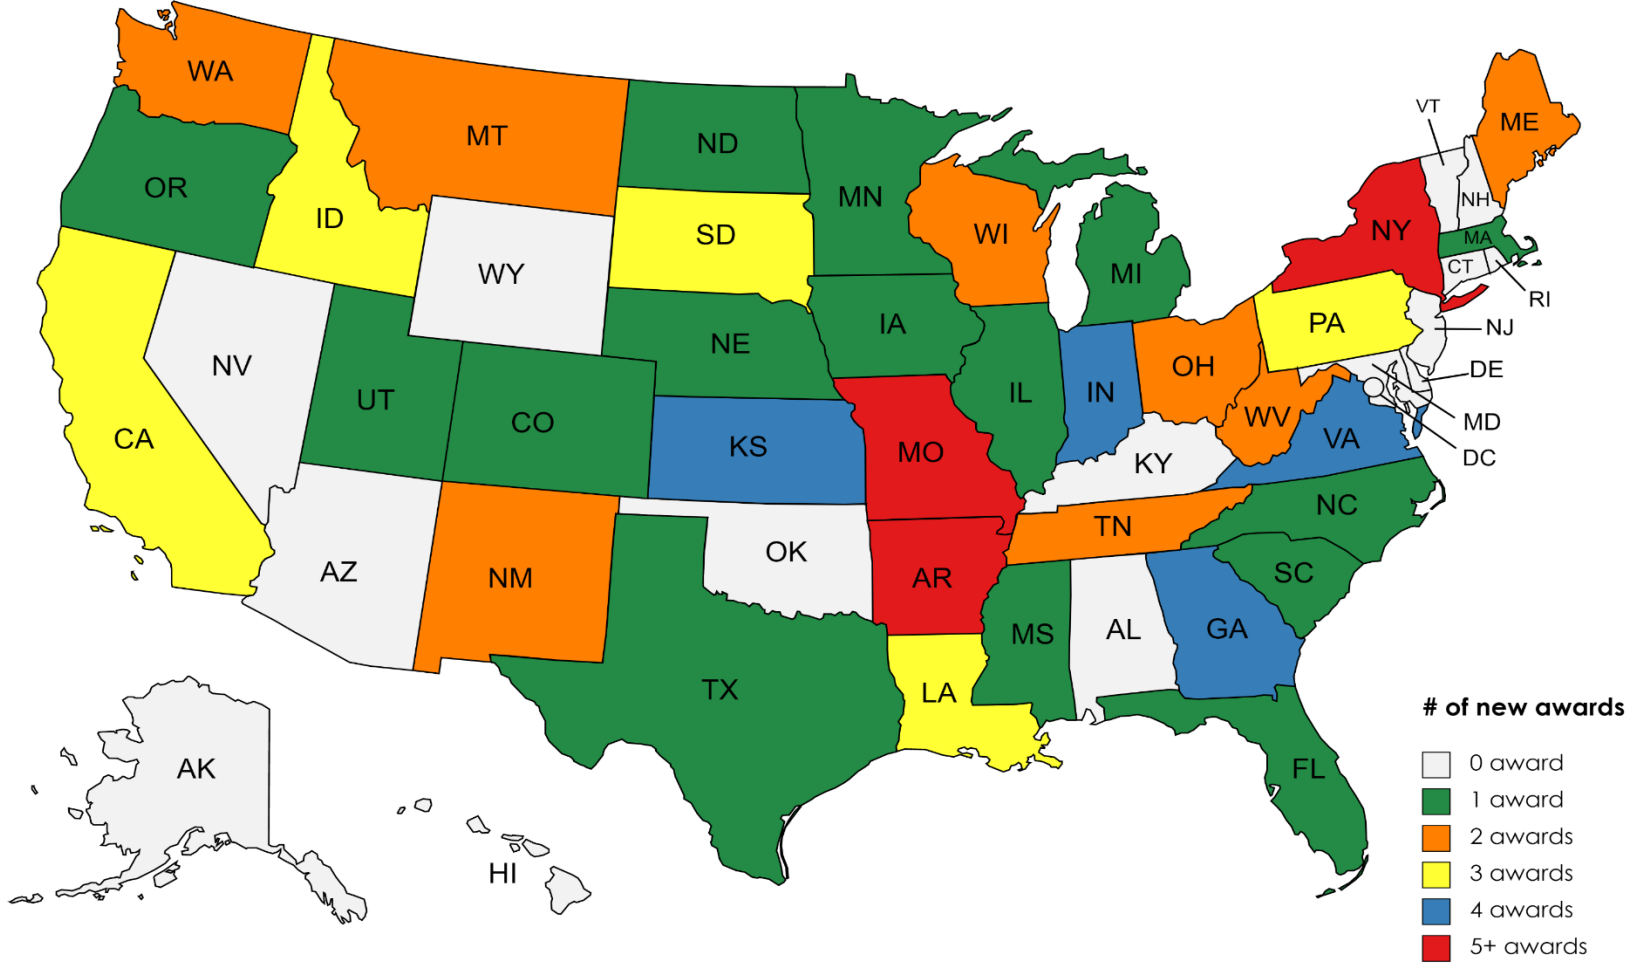 WA
MT
ND
MN
OR
ID
SD
WI
MI
WY
NE
IA
NV
UT
CO
CA
KS
MO
IL
IN
OH
WV
VA
KY
PA
NY
VT
NH
ME
MA
CT
RI
NJ
DE
MD
DC
NC
TN
SC
AZ
NM
OK
AR
MS
AL
GA
TX
LA
FL
AK
HI
# of new awards
0 award
1 award
2 awards
3 awards
4 awards
5+ awards